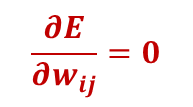 ∂E/∂w_ij = 0